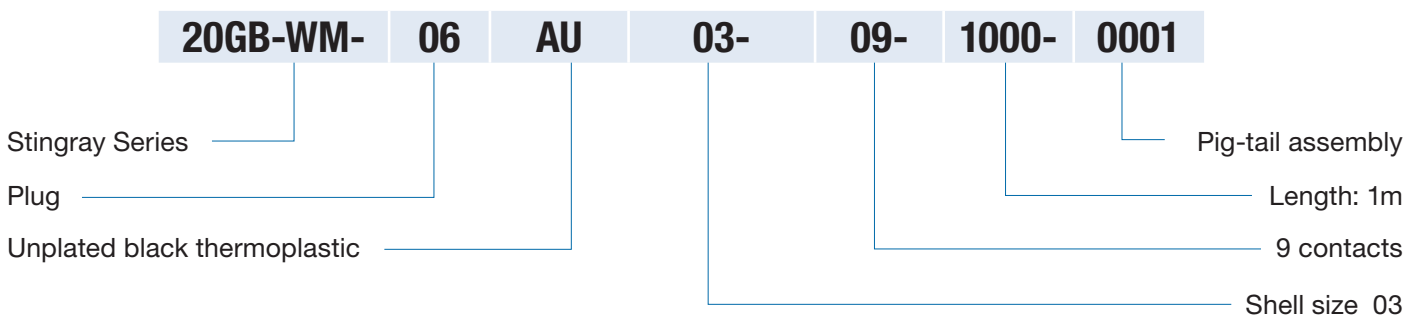 20GB-WM- 06 AU 03- 09- 1000- 0001
Stingray Series
Pig-tail assembly
Plug
Length: 1m
Unplated black thermoplastic
9 contacts
Shell size 03